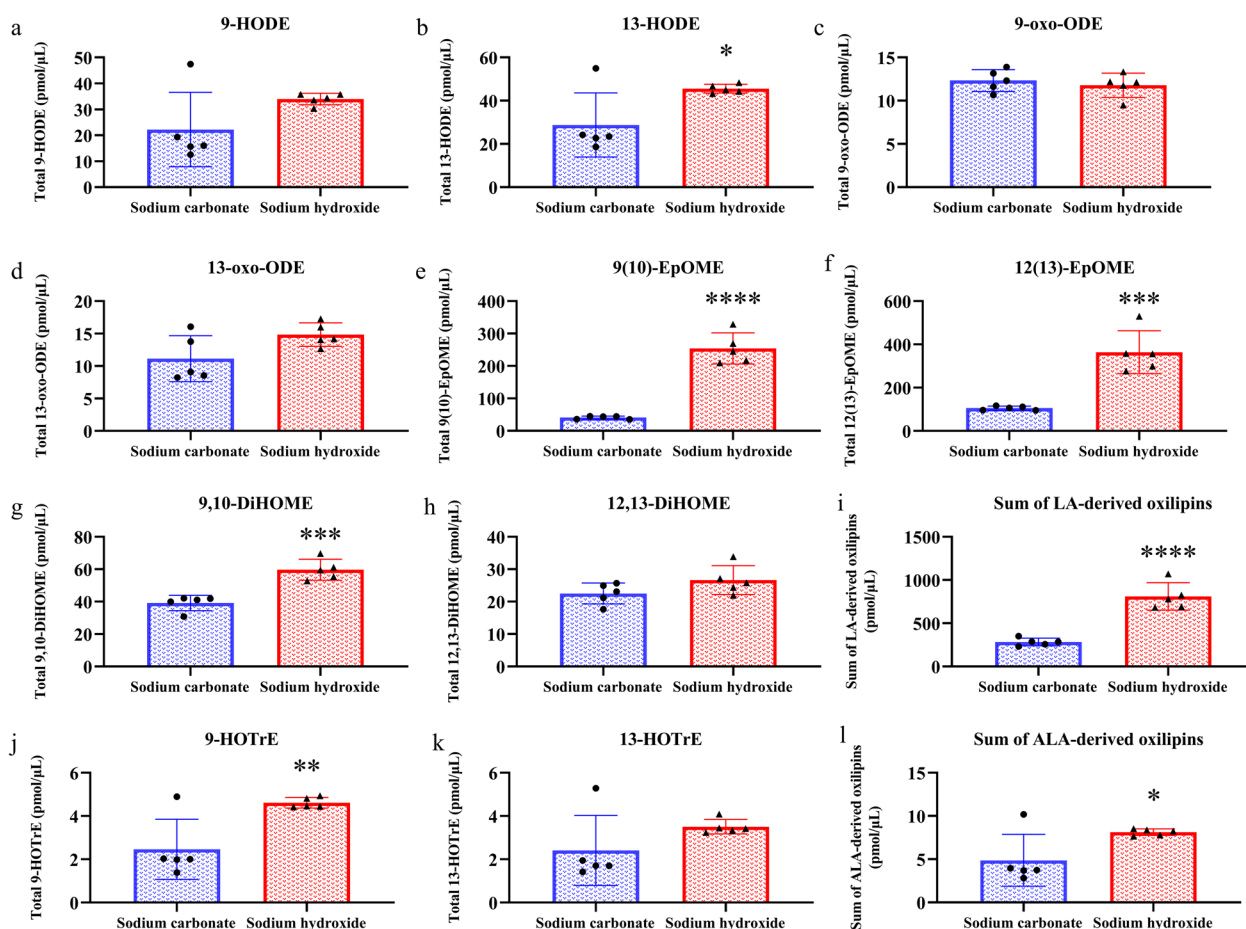 a
9-HODE
Total 9-HODE (pmol/μL)
50
40
30
20
10
0
Sodium carbonate Sodium hydroxide
b
13-HODE
Total 13-HODE (pmol/μL)
60
40
20
0
*
Sodium carbonate Sodium hydroxide
c
9-oxo-ODE
Total 9-oxo-ODE (pmol/μL)
15
10
5
0
Sodium carbonate Sodium hydroxide
d
13-oxo-ODE
Total 13-oxo-ODE (pmol/μL)
20
15
10
5
0
Sodium carbonate Sodium hydroxide
e
9(10)-EpOME
Total 9(10)-EpOME (pmol/μL)
400
300
200
100
0
****
Sodium carbonate Sodium hydroxide
f
12(13)-EpOME
Total 12(13)-EpOME (pmol/μL)
600
400
200
0
***
Sodium carbonate Sodium hydroxide
g
9,10-DiHOME
Total 9,10-DiHOME (pmol/μL)
80
60
40
20
0
***
Sodium carbonate Sodium hydroxide
h
12,13-DiHOME
Total 12,13-DiHOME (pmol/μL)
40
30
20
10
0
Sodium carbonate Sodium hydroxide
i
Sum of LA-derived oxilipins
Sum of LA-derived oxilipins
(pmol/μL)
1500
1000
500
0
****
Sodium carbonate Sodium hydroxide
j
9-HOTrE
Total 9-HOTrE (pmol/μL)
6
4
2
0
**
Sodium carbonate Sodium hydroxide
k
13-HOTrE
Total 13-HOTrE (pmol/μL)
6
4
2
0
Sodium carbonate Sodium hydroxide
l
Sum of ALA-derived oxilipins
Sum of ALA-derived oxilipins
(pmol/μL)
15
10
5
0
*
Sodium carbonate Sodium hydroxide